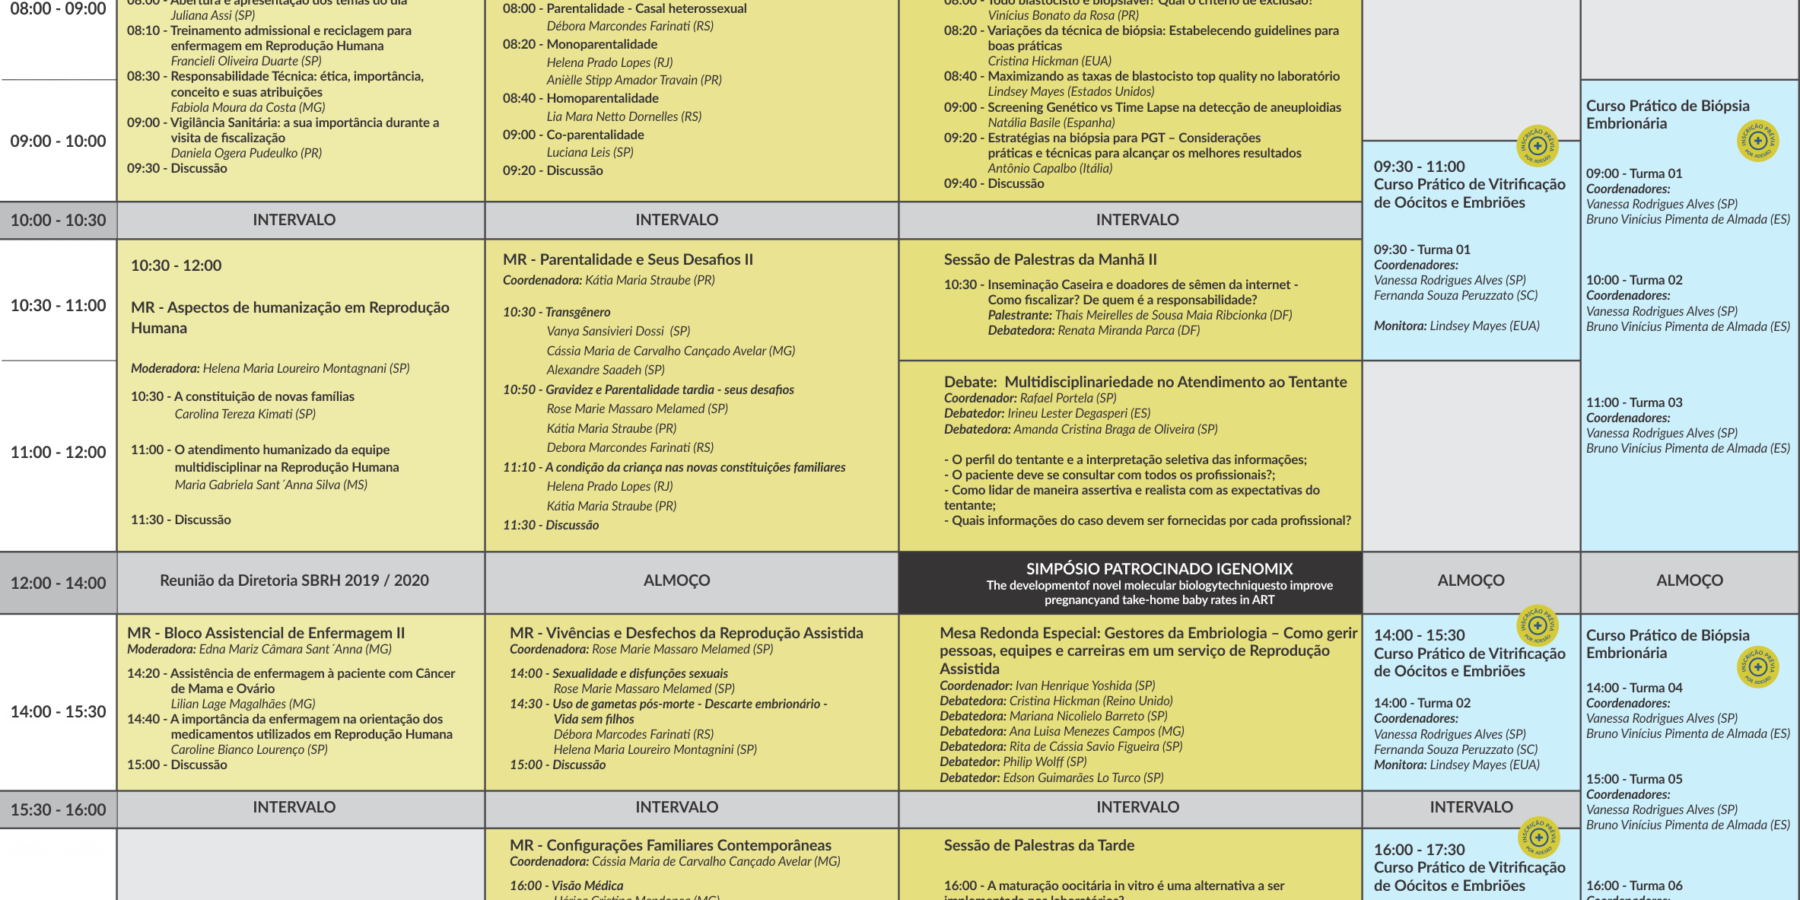 08:00 - 09:00
09:00 - 10:00
10:00 - 10:30
10:30 - 11:00
11:00 - 12:00
12:00 - 14:00
14:00 - 15:30
15:30 - 16:00
08:00 - Abertura e apresentação dos temas do dia
Juliana Assi (SP)
08:10 - Treinamento admissional e reciclagem para
enfermagem em Reprodução Humana
Francieli Oliveira Duarte (SP)
08:30 - Responsabilidade Técnica: ética, importância,
conceito e suas atribuições
Fabiola Moura da Costa (MG)
09:00 - Vigilância Sanitária: a sua importância durante a
visita de fiscalização
Daniela Ogera Pudeulko (PR)
09:30 - Discussão
INTERVALO
10:30 - 12:00
MR - Aspectos de humanização em Reprodução
Humana
Moderadora: Helena Maria Loureiro Montagnani (SP)
10:30 - A constituição de novas famílias
Carolina Tereza Kimati (SP)
11:00 - O atendimento humanizado da equipe
multidisciplinar na Reprodução Humana
Maria Gabriela Sant´Anna Silva (MS)
11:30 - Discussão
Reunião da Diretoria SBRH 2019 / 2020
MR - Bloco Assistencial de Enfermagem II
Moderadora: Edna Mariz Câmara Sant´Anna (MG)
14:20 - Assistência de enfermagem à paciente com Câncer
de Mama e Ovário
Lilian Lage Magalhães (MG)
14:40 - A importância da enfermagem na orientação dos
medicamentos utilizados em Reprodução Humana
Caroline Bianco Lourenço (SP)
15:00 - Discussão
INTERVALO
08:00 - Parentalidade - Casal heterossexual
Débora Marcondes Farinati (RS)
08:20 - Monoparentalidade
Helena Prado Lopes (RJ)
Anièlle Stipp Amador Travain (PR)
08:40 - Homoparentalidade
Lia Mara Netto Dornelles (RS)
09:00 - Co-parentalidade
Luciana Leis (SP)
09:20 - Discussão
INTERVALO
MR - Parentalidade e Seus Desafios II
Coordenadora: Kátia Maria Straube (PR)
10:30 - Transgênero
Vanya Sansivieri Dossi (SP)
Cássia Maria de Carvalho Cançado Avelar (MG)
Alexandre Saadeh (SP)
10:50 - Gravidez e Parentalidade tardia - seus desafios
Rose Marie Massaro Melamed (SP)
Kátia Maria Straube (PR)
Debora Marcondes Farinati (RS)
11:10 - A condição da criança nas novas constituições familiares
Helena Prado Lopes (RJ)
Kátia Maria Straube (PR)
11:30 - Discussão
ALMOÇO
MR - Vivências e Desfechos da Reprodução Assistida
Coordenadora: Rose Marie Massaro Melamed (SP)
14:00 - Sexualidade e disfunções sexuais
Rose Marie Massaro Melamed (SP)
14:30 - Uso de gametas pós-morte - Descarte embrionário -
Vida sem filhos
Débora Marcodes Farinati (RS)
Helena Maria Loureiro Montagnini (SP)
15:00 - Discussão
INTERVALO
MR - Configurações Familiares Contemporâneas
Coordenadora: Cássia Maria de Carvalho Cançado Avelar (MG)
16:00 - Visão Médica
08:00 - Todo blastocisto é biopsiável? Qual o critério de exclusão?
Vinícius Bonato da Rosa (PR)
08:20 - Variações da técnica de biópsia: Estabelecendo guidelines para
boas práticas
Cristina Hickman (EUA)
08:40 - Maximizando as taxas de blastocisto top quality no laboratório
Lindsey Mayes (Estados Unidos)
09:00 - Screening Genético vs Time Lapse na detecção de aneuploidias
Natália Basile (Espanha)
09:20 - Estratégias na biópsia para PGT – Considerações
práticas e técnicas para alcançar os melhores resultados
Antônio Capalbo (Itália)
09:40 - Discussão
INTERVALO
Sessão de Palestras da Manhã II
10:30 - Inseminação Caseira e doadores de sêmen da internet -
Como fiscalizar? De quem é a responsabilidade?
Palestrante: Thais Meirelles de Sousa Maia Ribcionka (DF)
Debatedora: Renata Miranda Parca (DF)
Debate: Multidisciplinariedade no Atendimento ao Tentante
Coordenador: Rafael Portela (SP)
Debatedor: Irineu Lester Degasperi (ES)
Debatedora: Amanda Cristina Braga de Oliveira (SP)
- O perfil do tentante e a interpretação seletiva das informações;
- O paciente deve se consultar com todos os profissionais?;
- Como lidar de maneira assertiva e realista com as expectativas do
tentante;
- Quais informações do caso devem ser fornecidas por cada profissional?
SIMPÓSIO PATROCINADO IGENOMIX
The developmentof novel molecular biologytechniquesto improve
pregnancyand take-home baby rates in ART
Mesa Redonda Especial: Gestores da Embriologia – Como gerir
pessoas, equipes e carreiras em um serviço de Reprodução
Assistida
Coordenador: Ivan Henrique Yoshida (SP)
Debatedora: Cristina Hickman (Reino Unido)
Debatedora: Mariana Nicolielo Barreto (SP)
Debatedora: Ana Luisa Menezes Campos (MG)
Debatedora: Rita de Cássia Savio Figueira (SP)
Debatedor: Philip Wolff (SP)
Debatedor: Edson Guimarães Lo Turco (SP)
INTERVALO
Sessão de Palestras da Tarde
16:00 - A maturação oocitária in vitro é uma alternativa a ser
implementada nos laboratórios?
INSCRIÇÃO PRÉVIA
POR ADESÃO
09:30 - 11:00
Curso Prático de Vitrificação
de Oócitos e Embriões
09:30 - Turma 01
Coordenadores:
Vanessa Rodrigues Alves (SP)
Fernanda Souza Peruzzato (SC)
Monitora: Lindsey Mayes (EUA)
ALMOÇO
INSCRIÇÃO PRÉVIA
POR ADESÃO
14:00 - 15:30
Curso Prático de Vitrificação
de Oócitos e Embriões
14:00 - Turma 02
Coordenadores:
Vanessa Rodrigues Alves (SP)
Fernanda Souza Peruzzato (SC)
Monitora: Lindsey Mayes (EUA)
INTERVALO
INSCRIÇÃO PRÉVIA
POR ADESÃO
16:00 - 17:30
Curso Prático de Vitrificação
de Oócitos e Embriões
Curso Prático de Biópsia
Embrionária
INSCRIÇÃO PRÉVIA
POR ADESÃO
09:00 - Turma 01
Coordenadores:
Vanessa Rodrigues Alves (SP)
Bruno Vinícius Pimenta de Almada (ES)
10:00 - Turma 02
Coordenadores:
Vanessa Rodrigues Alves (SP)
Bruno Vinícius Pimenta de Almada (ES)
11:00 - Turma 03
Coordenadores:
Vanessa Rodrigues Alves (SP)
Bruno Vinícius Pimenta de Almada (ES)
ALMOÇO
Curso Prático de Biópsia
Embrionária
INSCRIÇÃO PRÉVIA
POR ADESÃO
14:00 - Turma 04
Coordenadores:
Vanessa Rodrigues Alves (SP)
Bruno Vinícius Pimenta de Almada (ES)
15:00 - Turma 05
Coordenadores:
Vanessa Rodrigues Alves (SP)
Bruno Vinícius Pimenta de Almada (ES)
16:00 - Turma 06